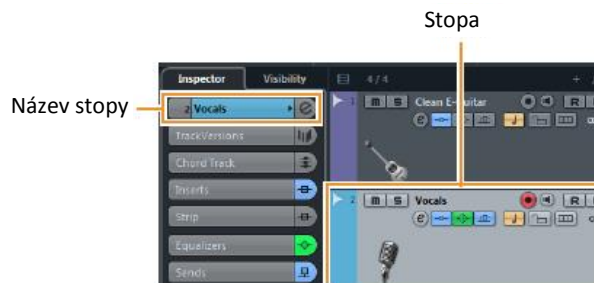 Stopa
Inspector Visibility
4/4 +
Název stopy
2 Vocals
1 m S Clean E-Guitar R
e
TrackVersions
Chord Track
Inserts
2 m S Vocals R
e
Strip
Equalizers
Sends